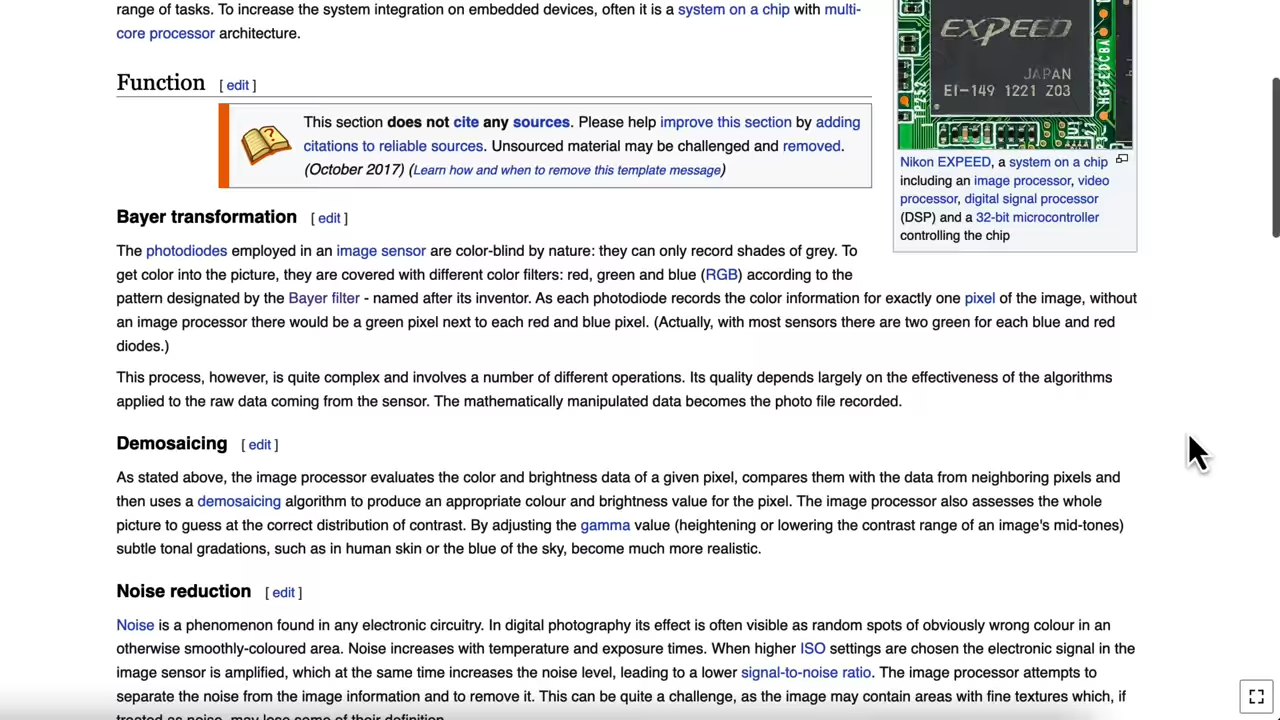 range of tasks. To increase the system integration on embedded devices, often it is a system on a chip with multi-
core processor architecture.
Function [ edit ]
This section does not cite any sources. Please help improve this section by adding
citations to reliable sources. Unsourced material may be challenged and removed.
(October 2017) (Learn how and when to remove this template message)
EXPEED
JAPAN
EI-149 1221 Z03
HGFEDCBA
Nikon EXPEED, a system on a chip
including an image processor, video
processor, digital signal processor
(DSP) and a 32-bit microcontroller
controlling the chip
Bayer transformation [ edit ]
The photodiodes employed in an image sensor are color-blind by nature: they can only record shades of grey. To
get color into the picture, they are covered with different color filters: red, green and blue (RGB) according to the
pattern designated by the Bayer filter - named after its inventor. As each photodiode records the color information for exactly one pixel of the image, without
an image processor there would be a green pixel next to each red and blue pixel. (Actually, with most sensors there are two green for each blue and red
diodes.)
This process, however, is quite complex and involves a number of different operations. Its quality depends largely on the effectiveness of the algorithms
applied to the raw data coming from the sensor. The mathematically manipulated data becomes the photo file recorded.
Demosaicing [ edit ]
As stated above, the image processor evaluates the color and brightness data of a given pixel, compares them with the data from neighboring pixels and
then uses a demosaicing algorithm to produce an appropriate colour and brightness value for the pixel. The image processor also assesses the whole
picture to guess at the correct distribution of contrast. By adjusting the gamma value (heightening or lowering the contrast range of an image's mid-tones)
subtle tonal gradations, such as in human skin or the blue of the sky, become much more realistic.
Noise reduction [ edit ]
Noise is a phenomenon found in any electronic circuitry. In digital photography its effect is often visible as random spots of obviously wrong colour in an
otherwise smoothly-coloured area. Noise increases with temperature and exposure times. When higher ISO settings are chosen the electronic signal in the
image sensor is amplified, which at the same time increases the noise level, leading to a lower signal-to-noise ratio. The image processor attempts to
separate the noise from the image information and to remove it. This can be quite a challenge, as the image may contain areas with fine textures which, if
treated as noise, may lose some of their definition.